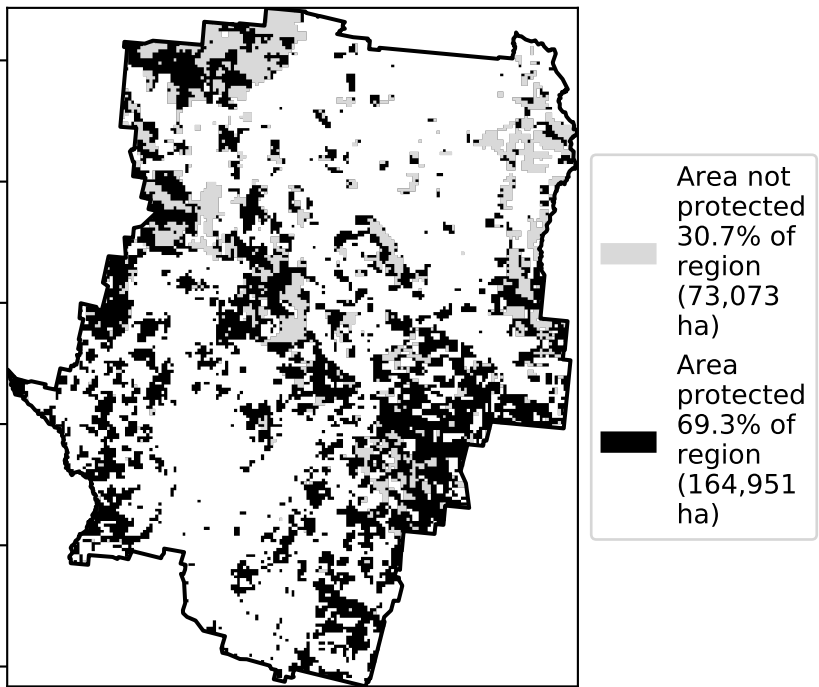 Area not
protected
30.7% of
region
(73,073
ha)
Area
protected
69.3% of
region
(164,951
ha)